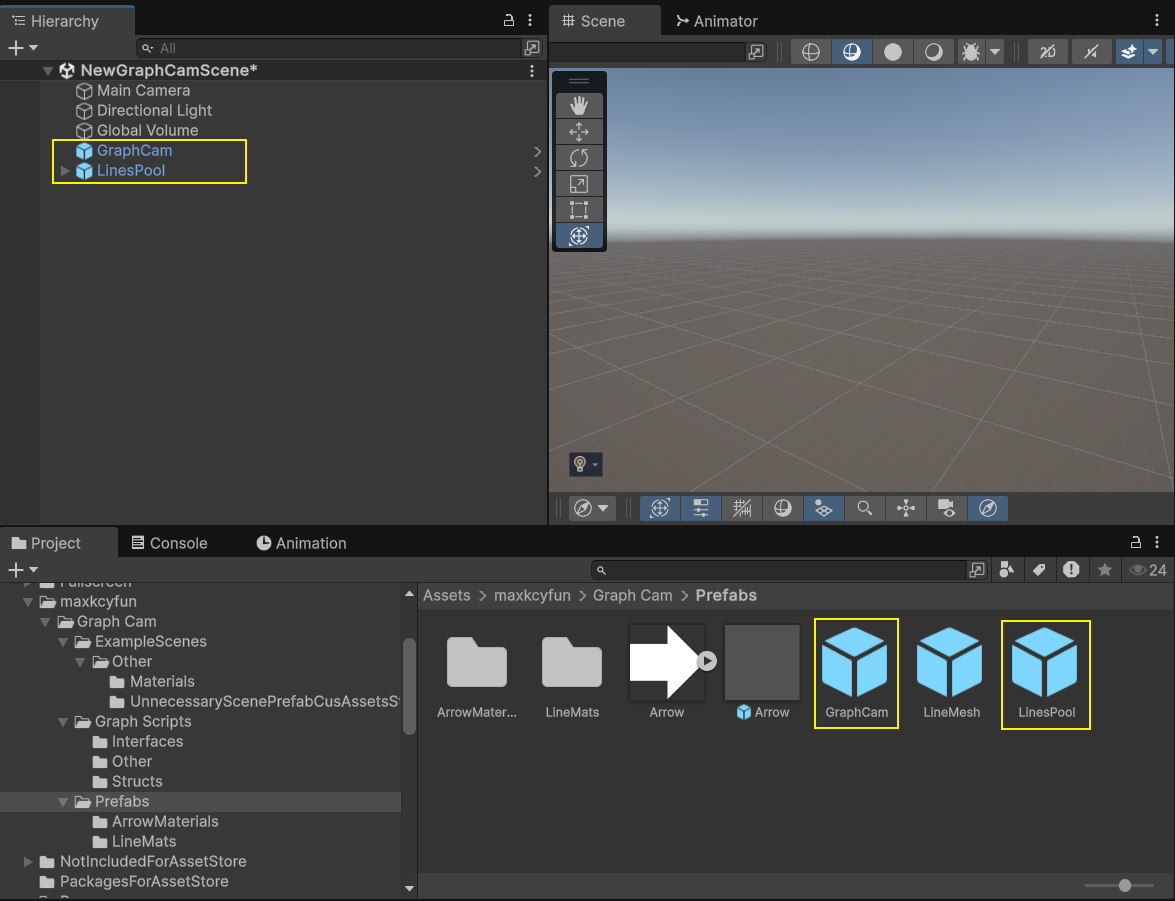 Hierarchy
All
NewGraphCamScene*
Main Camera
Directional Light
Global Volume
GraphCam
LinesPool
Scene
Animator
2D
Project
Console
Animation
24
Fullscreen
maxkcyfun
Graph Cam
ExampleScenes
Other
Materials
UnnecessaryScenePrefabCusAssetsS
Graph Scripts
Interfaces
Other
Structs
Prefabs
ArrowMaterials
LineMats
NotIncludedForAssetStore
PackagesForAssetStore
Assets > maxkcyfun > Graph Cam > Prefabs
ArrowMater...
LineMats
Arrow
Arrow
GraphCam
LineMesh
LinesPool